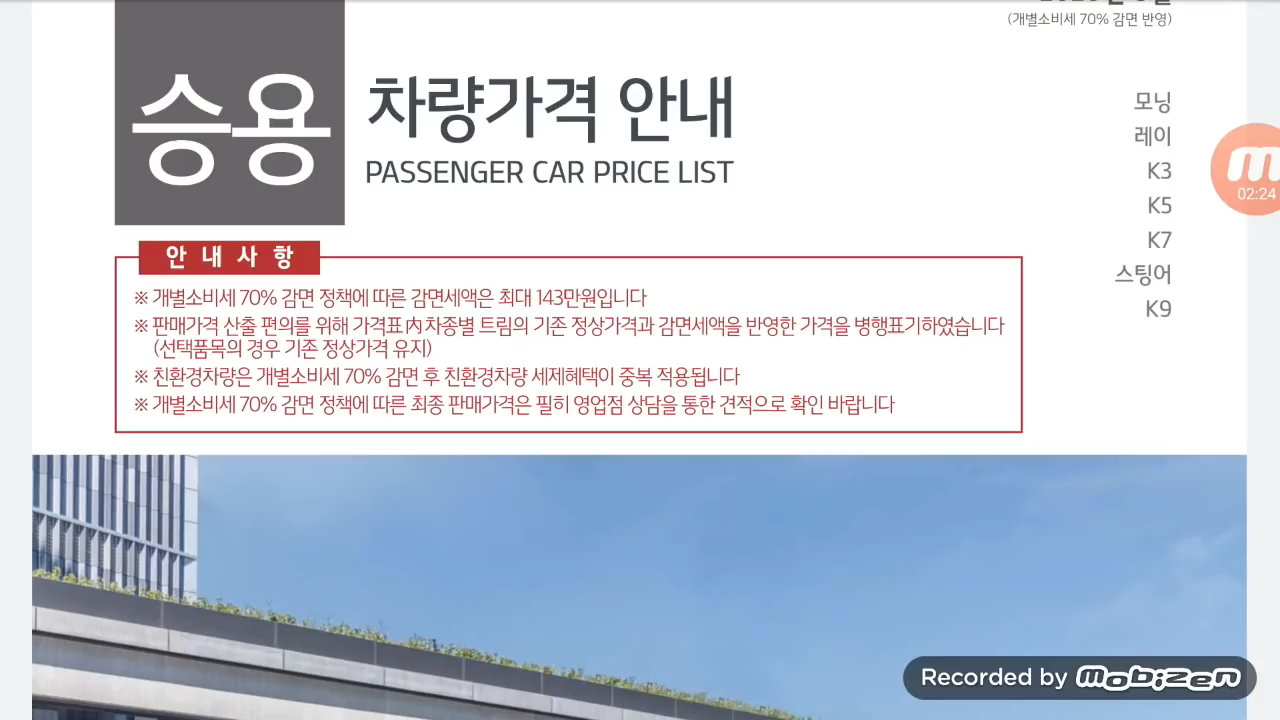 (개별소비세 70% 감면 반영)
승용
차량가격 안내
PASSENGER CAR PRICE LIST
모닝
레이
K3
K5
K7
스팅어
K9
02:24
안내사항
※ 개별소비세 70% 감면 정책에 따른 감면세액은 최대 143만원입니다
※ 판매가격 산출 편의를 위해 가격표 內 차종별 트림의 기존 정상가격과 감면세액을 반영한 가격을 병행표기하였습니다
(선택품목의 경우 기존 정상가격 유지)
※ 친환경차량은 개별소비세 70% 감면 후 친환경차량 세제혜택이 중복 적용됩니다
※ 개별소비세 70% 감면 정책에 따른 최종 판매가격은 필히 영업점 상담을 통한 견적으로 확인 바랍니다
Recorded by mobizen